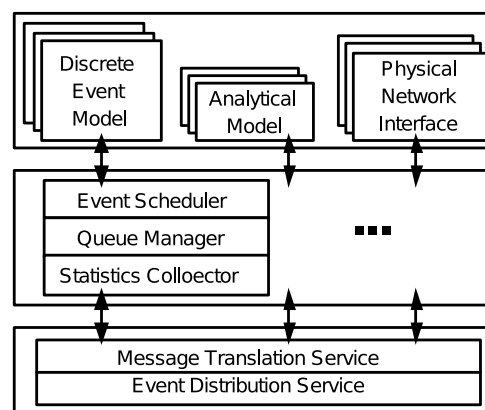 Discrete
Event
Model
Analytical
Model
Physical
Network
Interface
Event Scheduler
Queue Manager
Statistics Colloector
...
Message Translation Service
Event Distribution Service